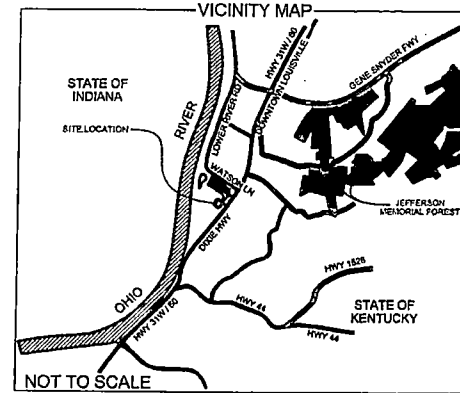 VICINITY MAP
STATE OF
INDIANA
SITE LOCATION
RIVER
LOWER RIVER RD
HWY 31W / 60
DOWNTOWN LOUISVILLE
GENE SNYDER FWY
WATSON LN
JEFFERSON
MEMORIAL FOREST
DIXIE HWY
OHIO
HWY 31W / 60
HWY 44
HWY 1526
HWY 44
STATE OF
KENTUCKY
NOT TO SCALE